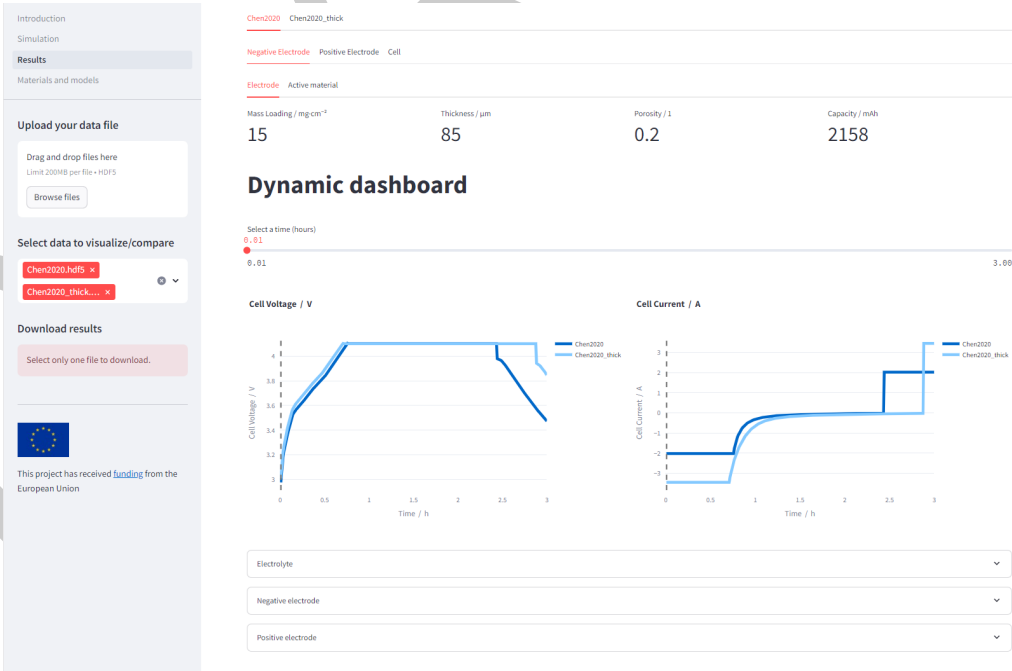 Introduction
Simulation
Results
Materials and models
Upload your data file
Drag and drop files here
Limit 200MB per file • HDF5
Browse files
Select data to visualize/compare
Chen2020.hdf5 ×
Chen2020_thick.... ×
Download results
Select only one file to download.
This project has received funding from the
European Union
Chen2020 Chen2020_thick
Negative Electrode Positive Electrode Cell
Electrode Active material
Mass Loading / mg·cm⁻² Thickness / μm Porosity / 1 Capacity / mAh
15 85 0.2 2158
Dynamic dashboard
Select a time (hours)
0.01
0.01 3.00
Cell Voltage / V
Chen2020
Chen2020_thick
Cell Voltage / V
4
3.8
3.6
3.4
3.2
3
0 0.5 1 1.5 2 2.5 3
Time / h
Cell Current / A
Chen2020
Chen2020_thick
Cell Current / A
3
2
1
0
−1
−2
−3
0 0.5 1 1.5 2 2.5 3
Time / h
Electrolyte
Negative electrode
Positive electrode